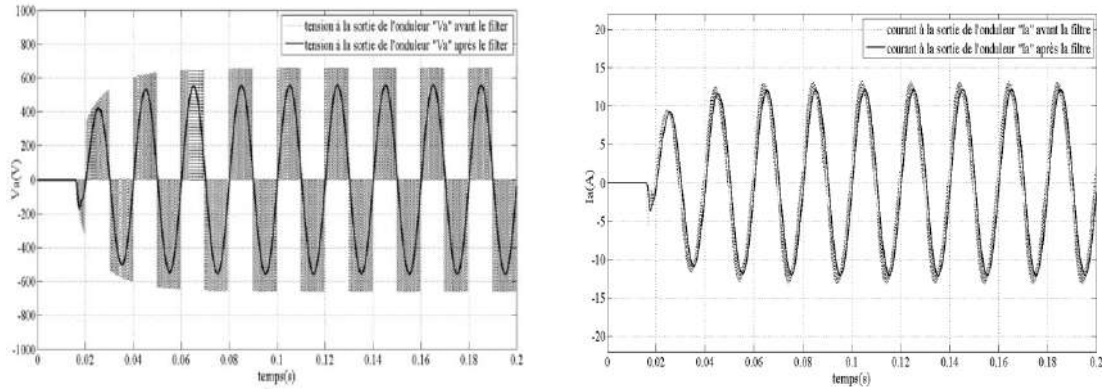 1000
800
600
400
200
0
-200
-400
-600
-800
-1000
Va(V)
tension à la sortie de l'onduleur "Va" avant le filter
tension à la sortie de l'onduleur "Va" après le filter
0 0.02 0.04 0.06 0.08 0.1 0.12 0.14 0.16 0.18 0.2
temps(s)
20
15
10
5
0
-5
-10
-15
-20
Ia(A)
courant à la sortie de l'onduleur "Ia" avant la filtre
courant à la sortie de l'onduleur "Ia" après la filtre
0 0.02 0.04 0.06 0.08 0.1 0.12 0.14 0.16 0.18 0.2
temps(s)